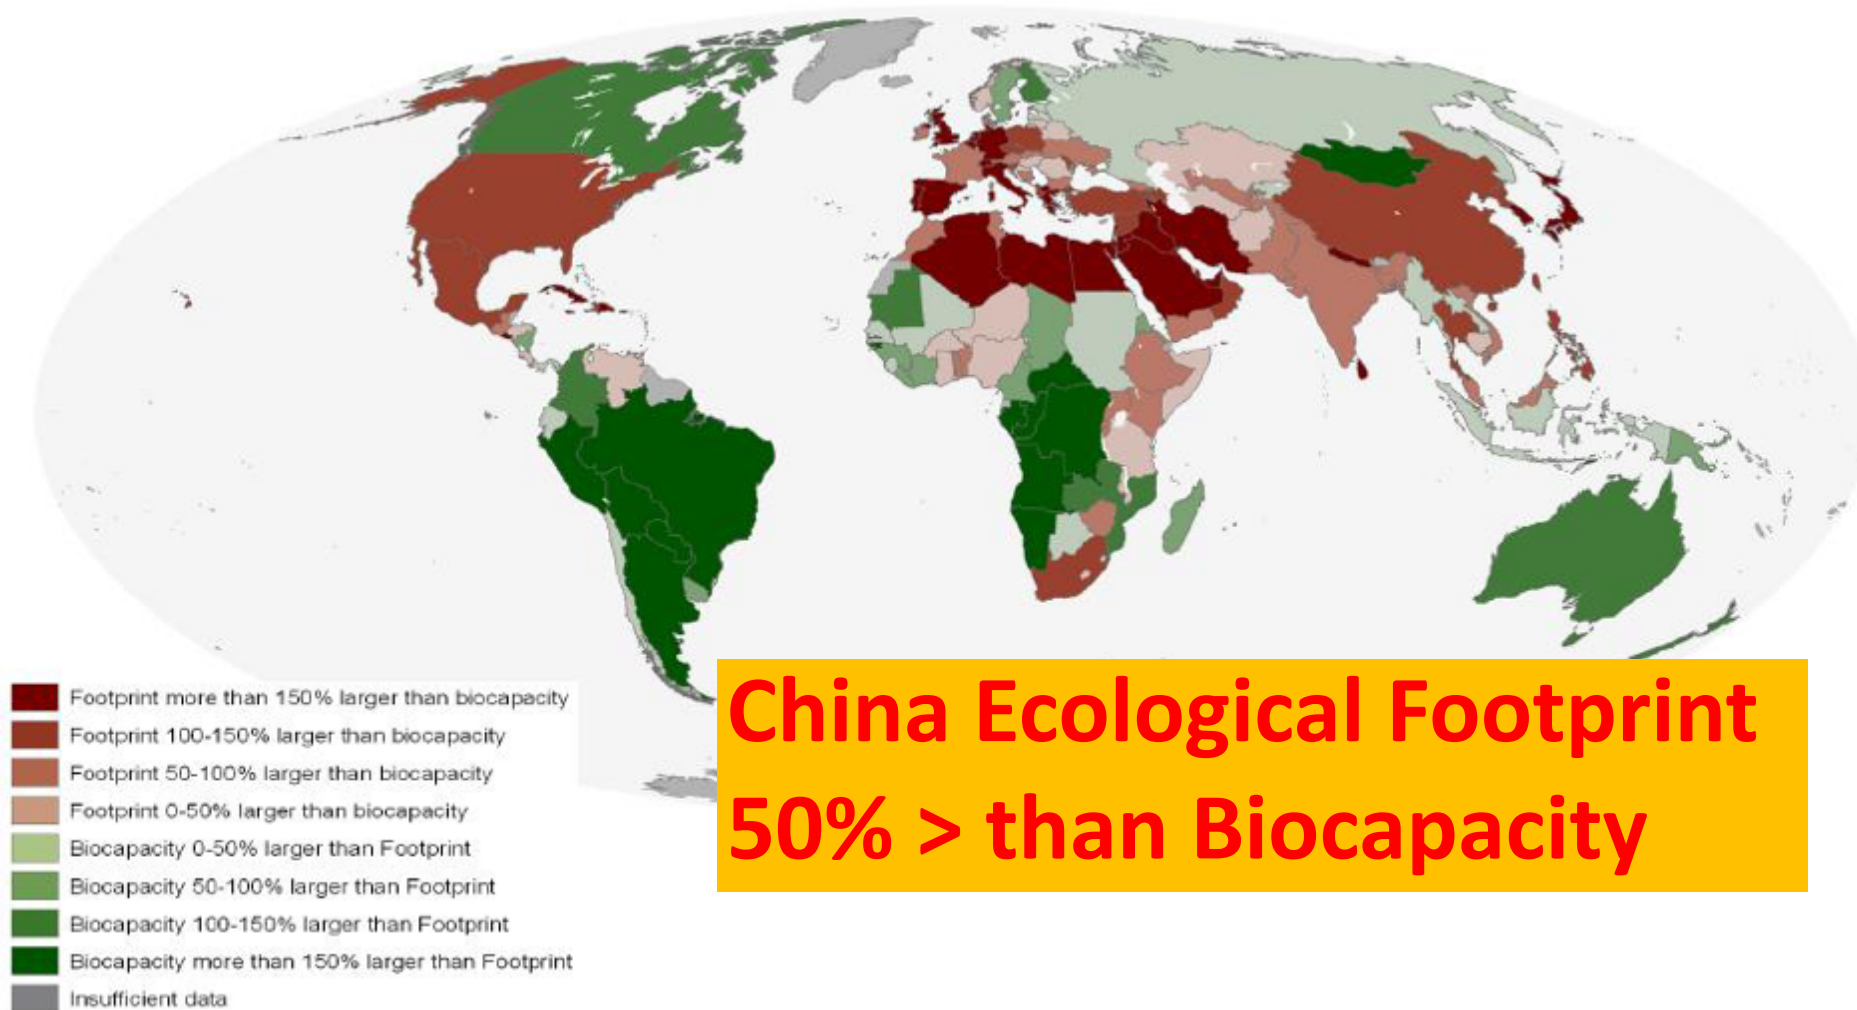 Footprint more than 150% larger than biocapacity
Footprint 100-150% larger than biocapacity
Footprint 50-100% larger than biocapacity
Footprint 0-50% larger than biocapacity
Biocapacity 0-50% larger than Footprint
Biocapacity 50-100% larger than Footprint
Biocapacity 100-150% larger than Footprint
Biocapacity more than 150% larger than Footprint
Insufficient data
China Ecological Footprint
50% > than Biocapacity